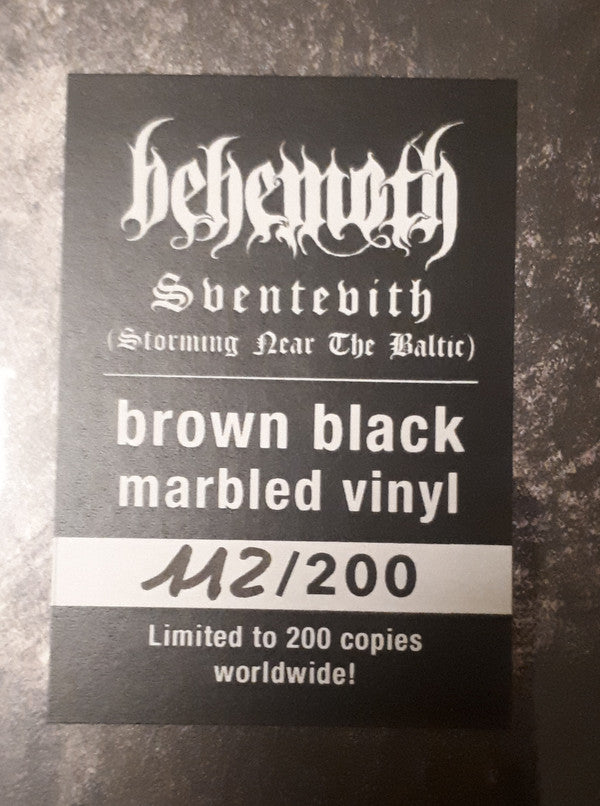 behemoth
Sventevith
(Storming Near The Baltic)
brown black
marbled vinyl
112/200
Limited to 200 copies
worldwide!